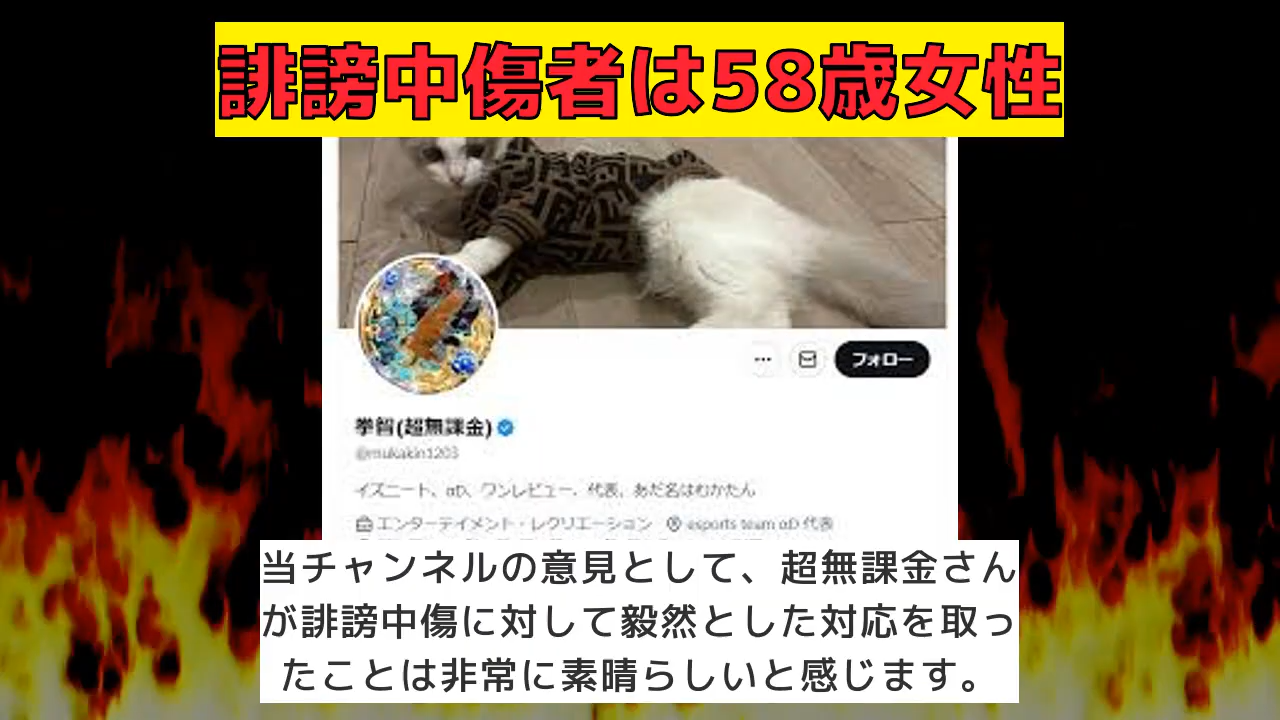 誹謗中傷者は58歳女性
フォロー
拳智(超無課金)
@mukakin1203
イズニート、αD、ワンレビュー、代表、あだ名はむかたん
エンターテイメント・レクリエーション esports team αD 代表
当チャンネルの意見として、超無課金さん
が誹謗中傷に対して毅然とした対応を取っ
たことは非常に素晴らしいと感じます。